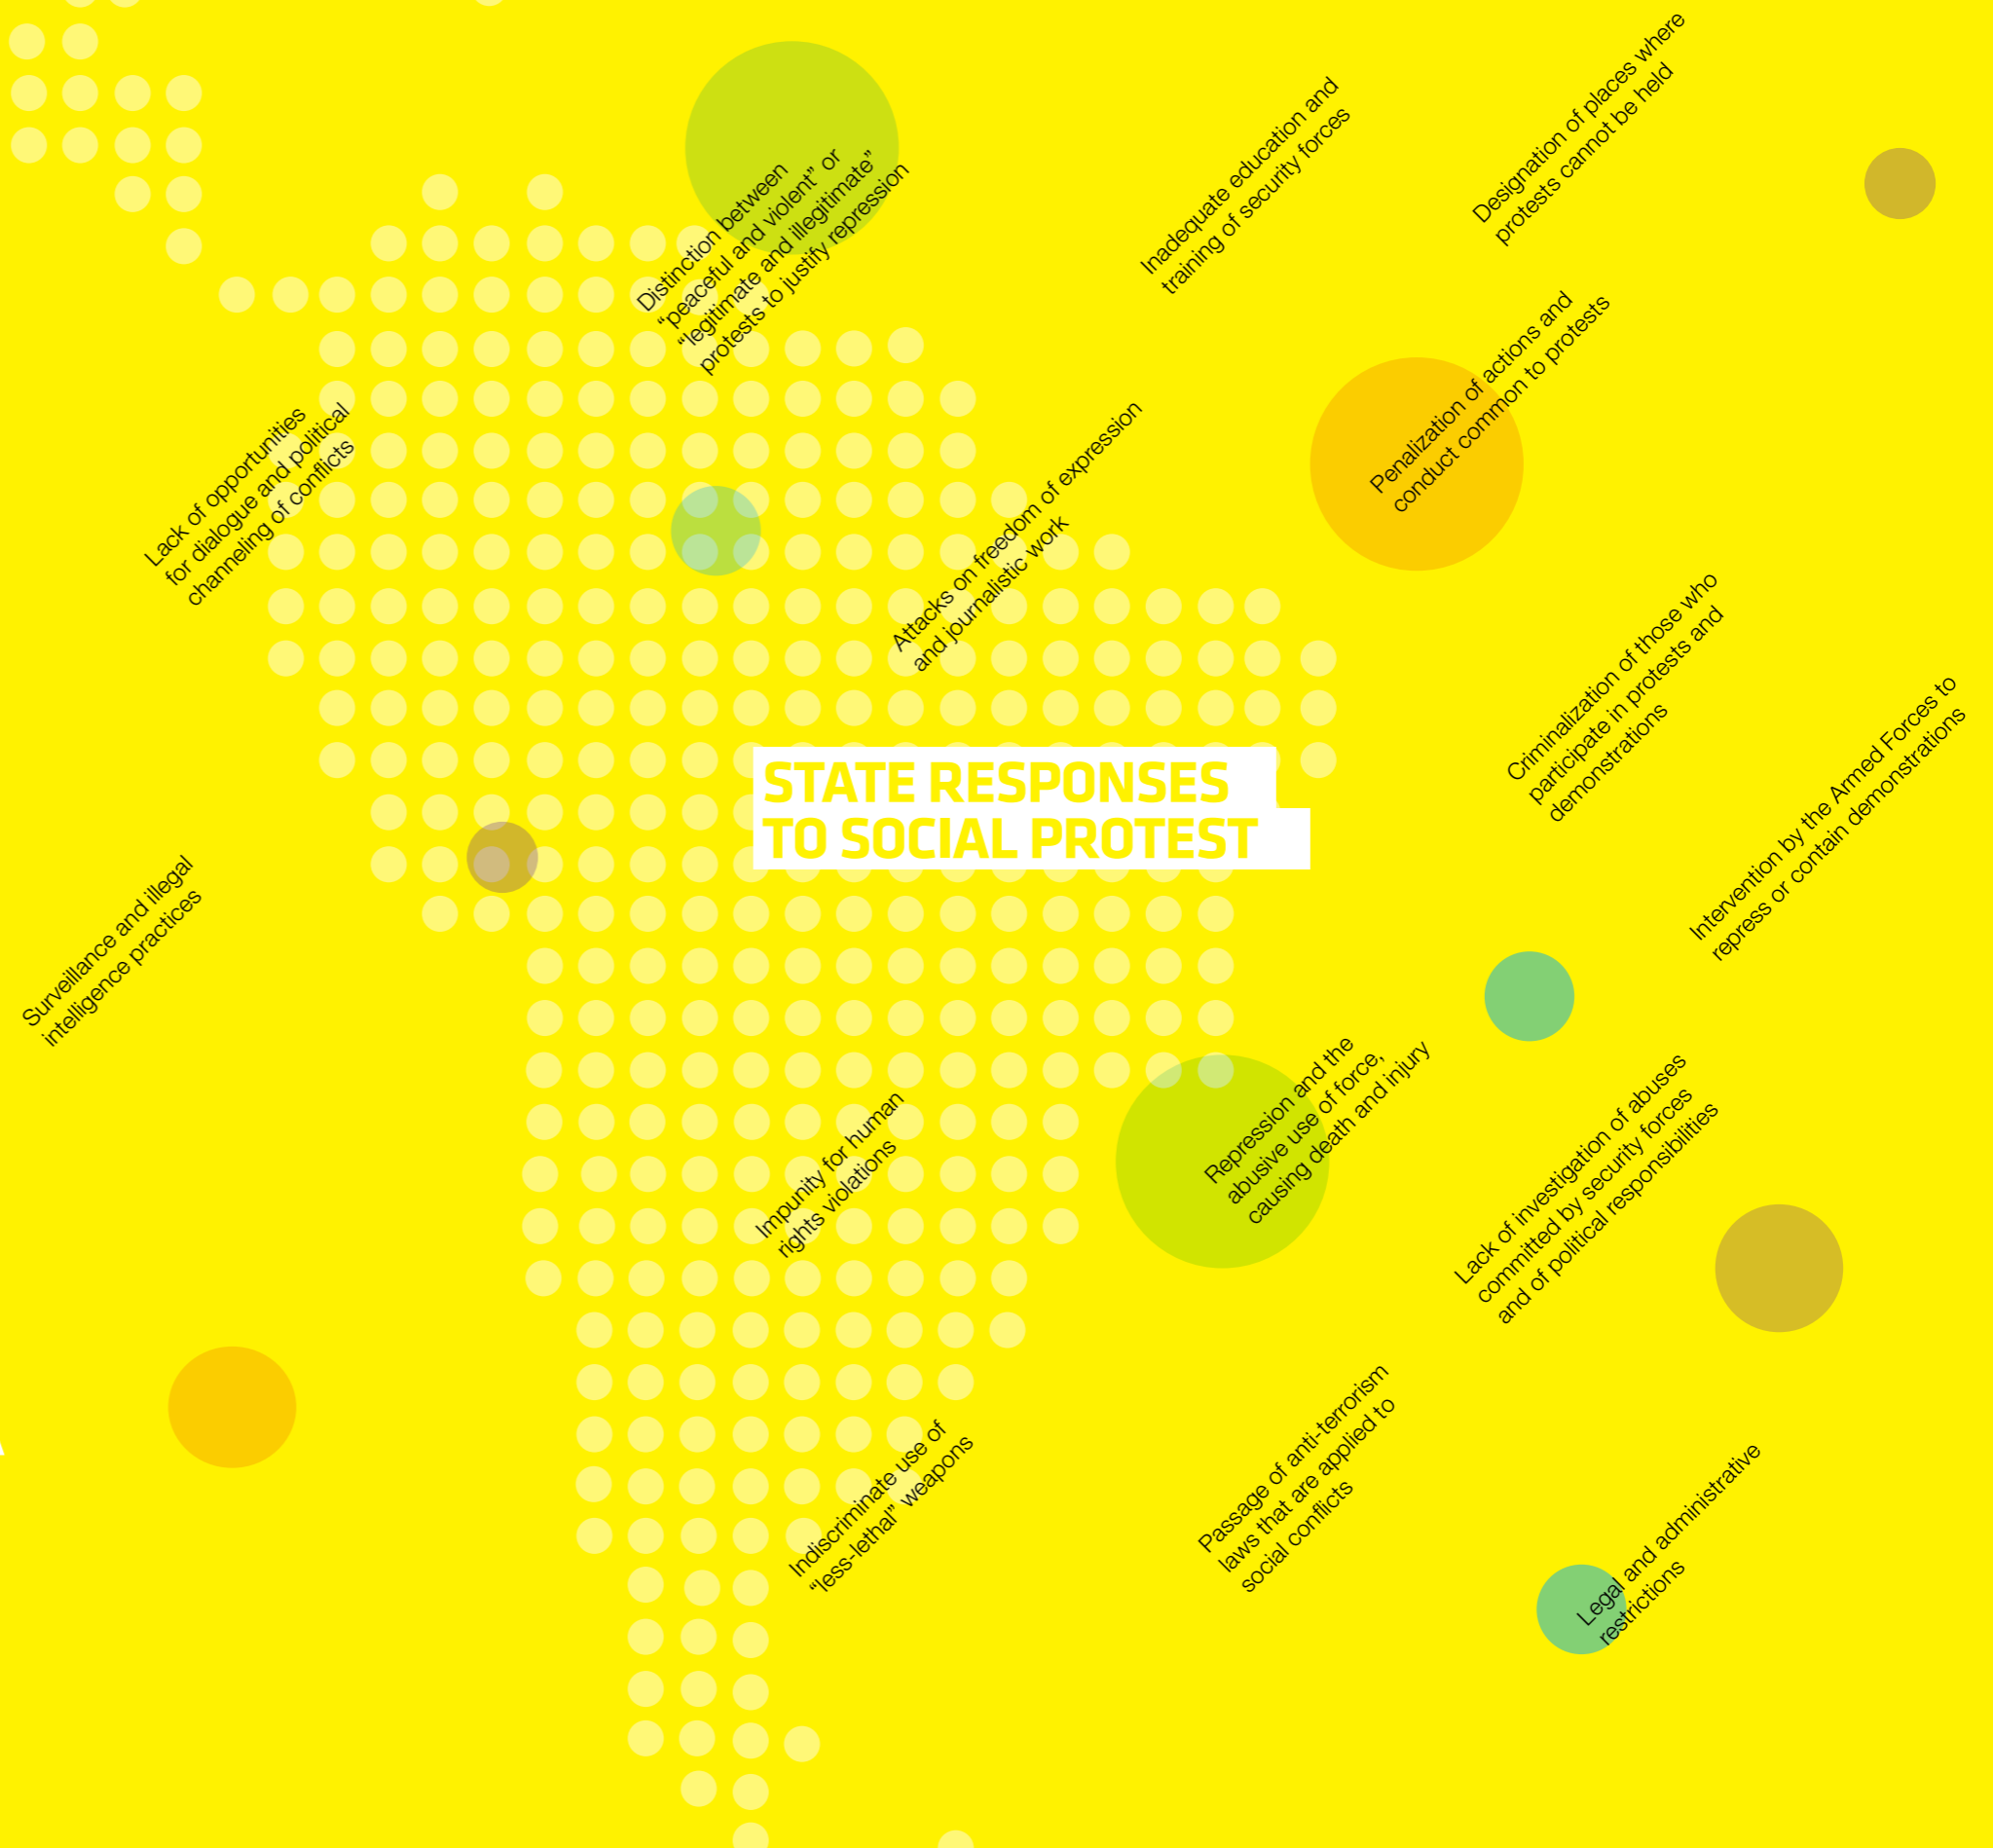 Designation of places where
protests cannot be held
Inadequate education and
training of security forces
Distinction between
“peaceful and violent” or
“legitimate and illegitimate”
protests to justify repression
Penalization of actions and
conduct common to protests
Lack of opportunities
for dialogue and political
channeling of conflicts
Attacks on freedom of expression
and journalistic work
Criminalization of those who
participate in protests and
demonstrations
Intervention by the Armed Forces to
repress or contain demonstrations
STATE RESPONSES
TO SOCIAL PROTEST
Surveillance and illegal
intelligence practices
Repression and the
abusive use of force,
causing death and injury
Lack of investigation of abuses
committed by security forces
and of political responsibilities
Impunity for human
rights violations
Passage of anti-terrorism
laws that are applied to
social conflicts
Indiscriminate use of
“less-lethal” weapons
Legal and administrative
restrictions